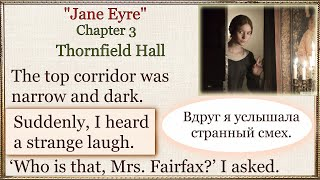 "Jane Eyre"
Chapter 3
Thornfield Hall
The top corridor was
narrow and dark.
Suddenly, I heard
a strange laugh.
Вдруг я услышала
странный смех.
‘Who is that, Mrs. Fairfax?’ I asked.